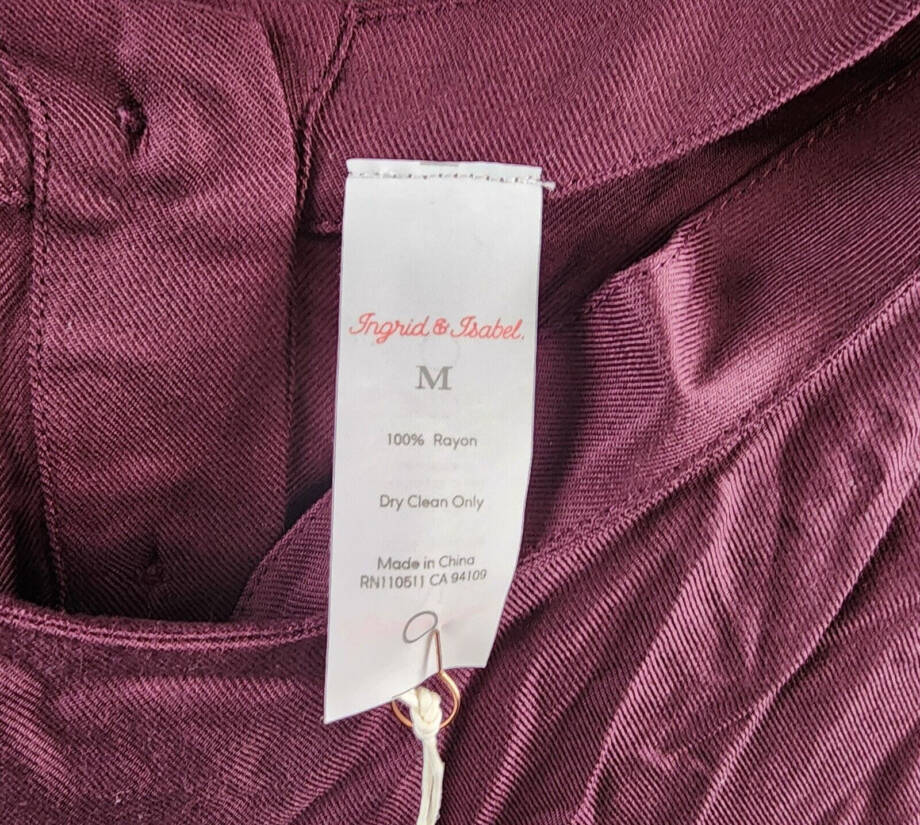 Ingrid & Isabel.
M
100% Rayon
Dry Clean Only
Made in China
RN110511 CA 94109